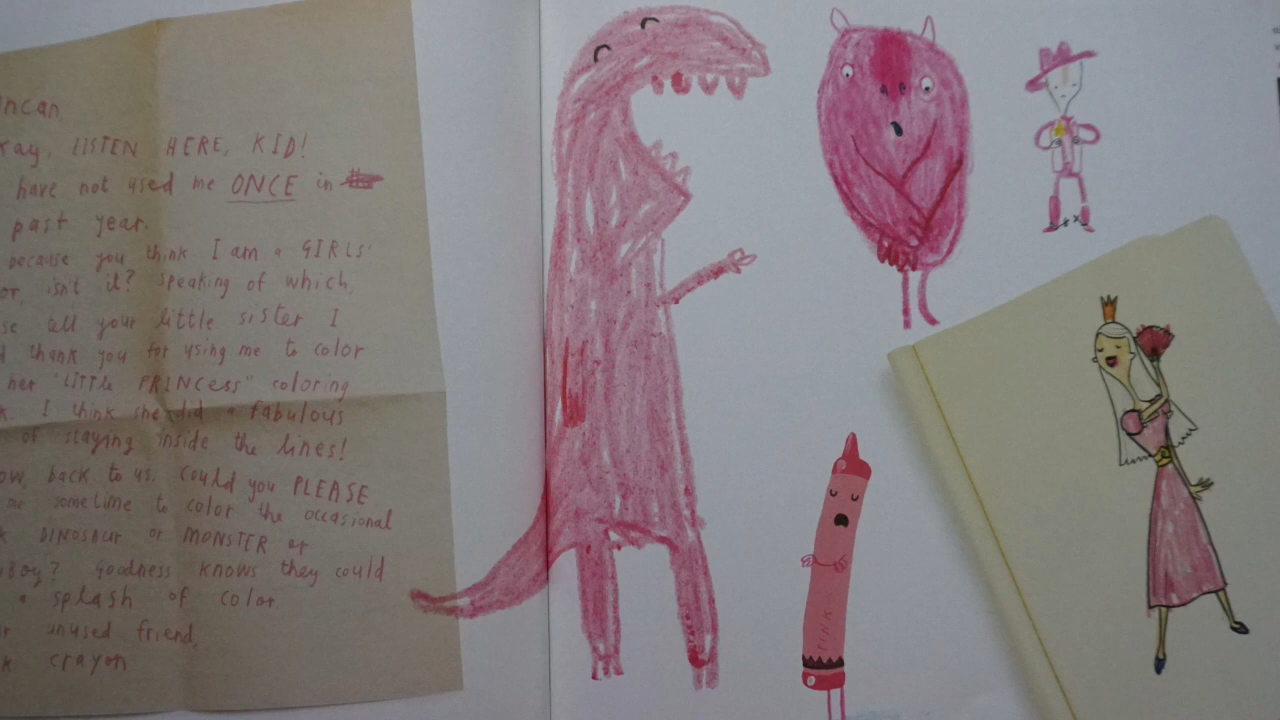 ncan
kay, LISTEN HERE, KID!
have not used me ONCE in
past year.
because you think I am a GIRLS'
or, isn't it? Speaking of which,
se tell your little sister I
d thank you for using me to color
her "LITTLE PRINCESS" coloring
k. I think she did a fabulous
of staying inside the lines!
ow, back to us. Could you PLEASE
me sometime to color the occasional
k DINOSAUR or MONSTER or
wboy? Goodness knows they could
a splash of color
r unused friend,
k crayon
PINK